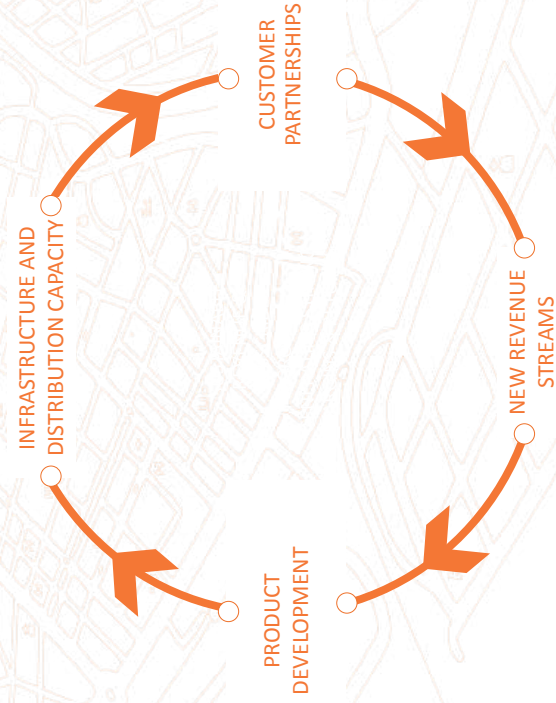 INFRASTRUCTURE AND
DISTRIBUTION CAPACITY
CUSTOMER
PARTNERSHIPS
NEW REVENUE
STREAMS
PRODUCT
DEVELOPMENT